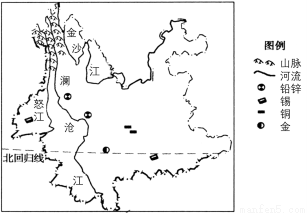 金
沙
江
澜
沧
江
怒
江
北回归线
图例
山脉
河流
铅锌
锡
铜
金